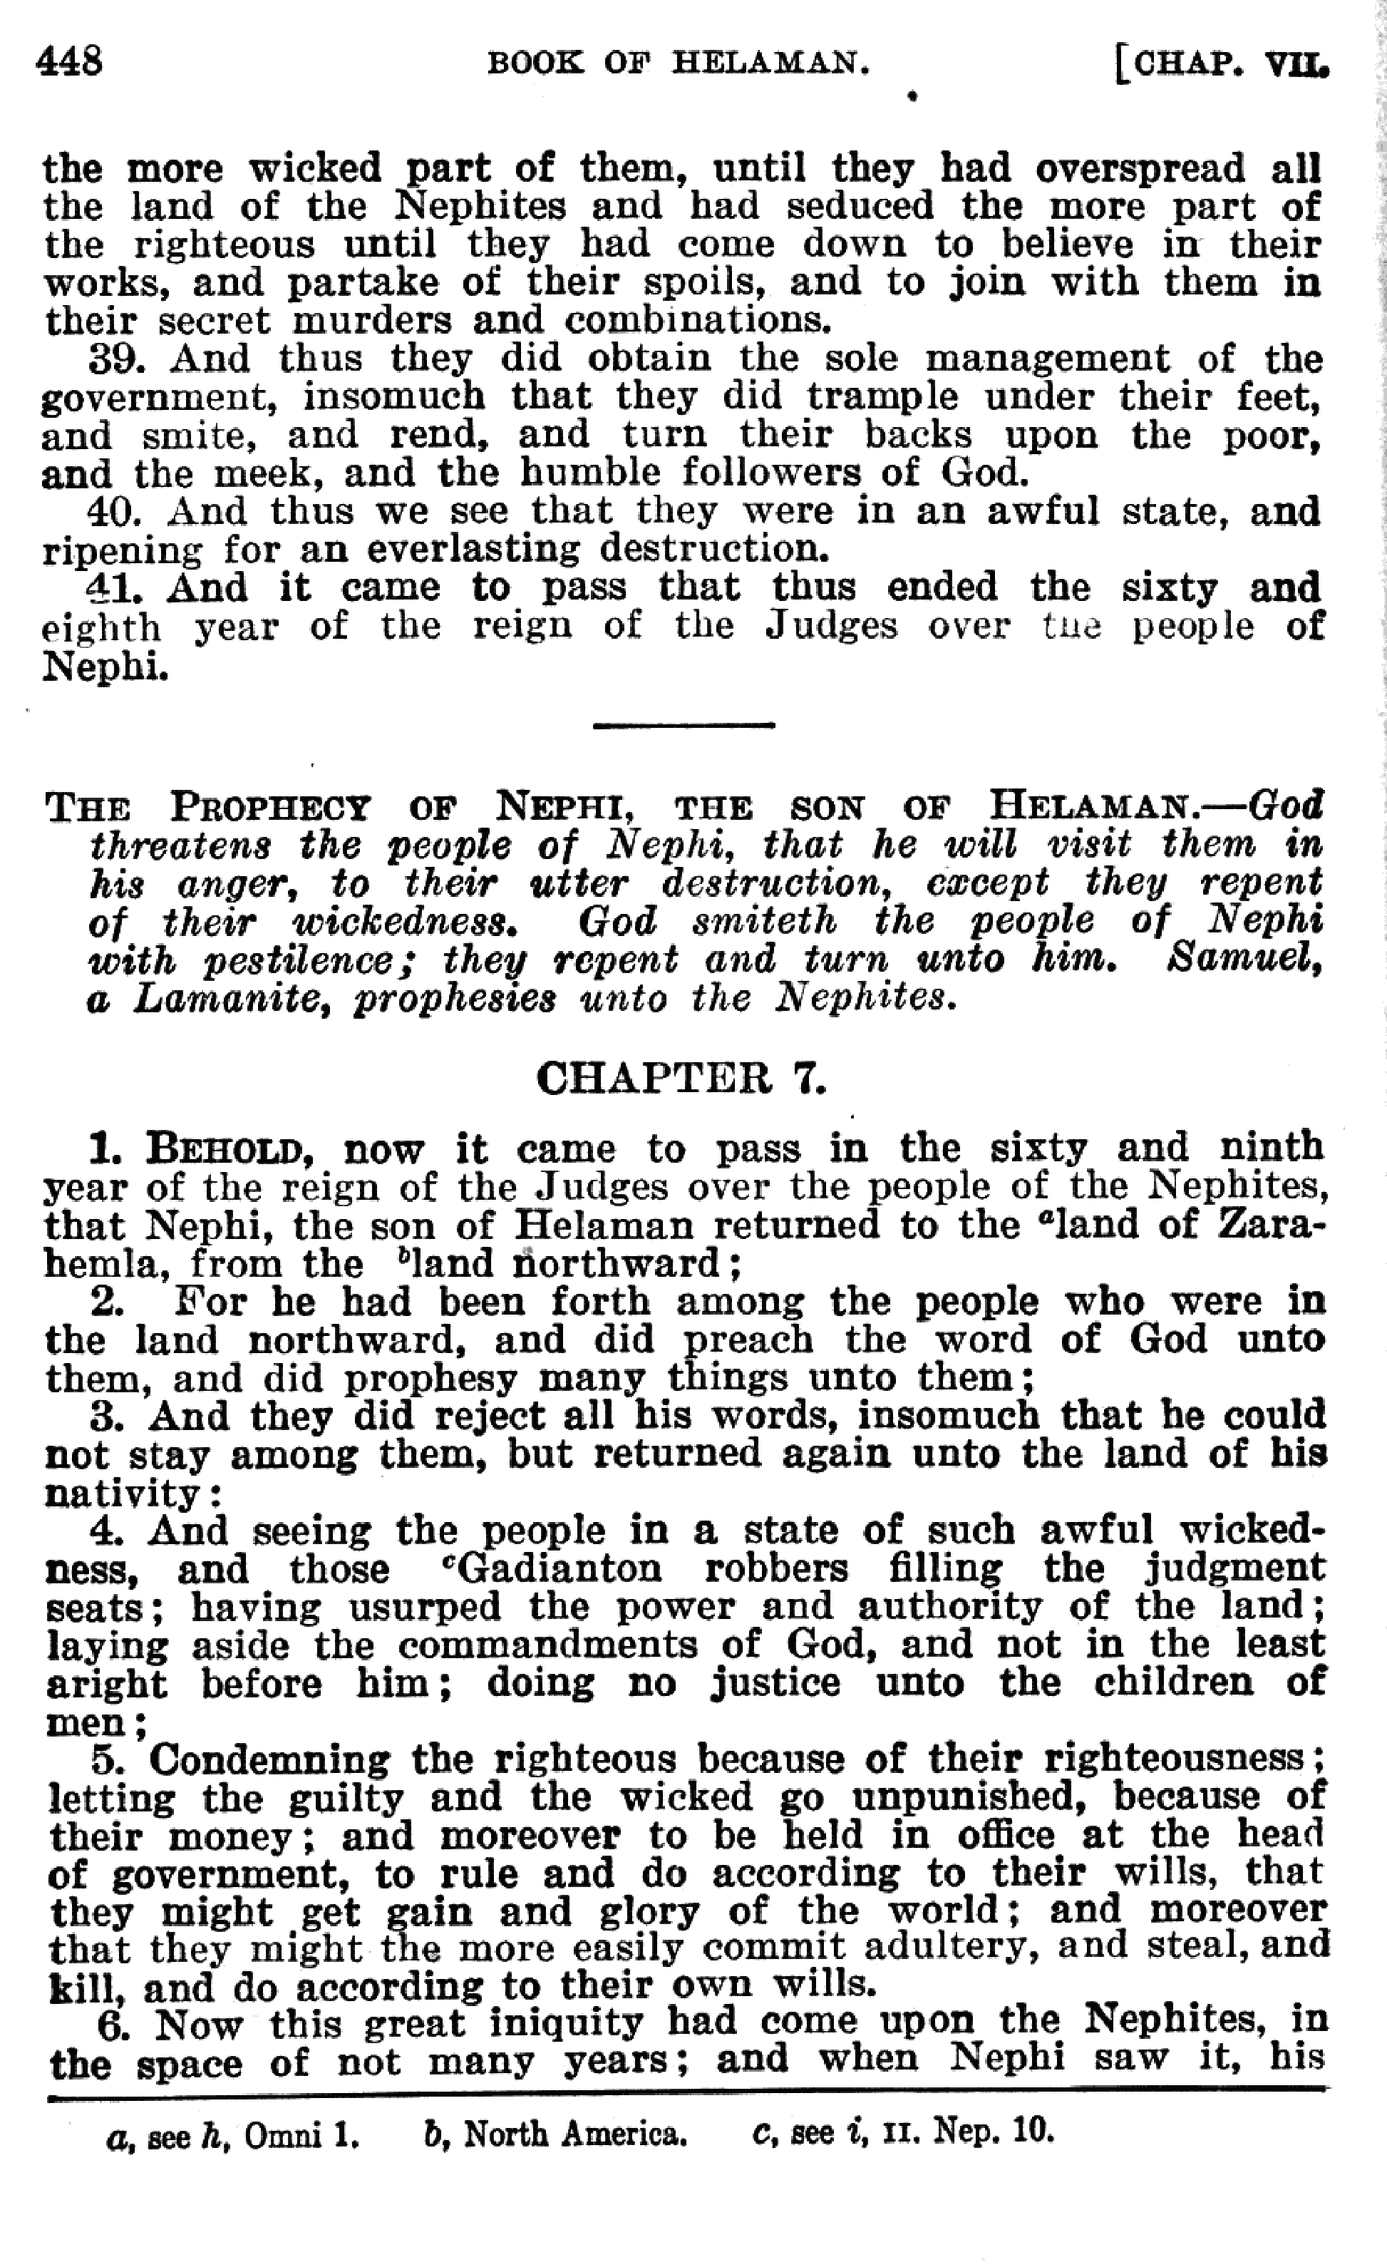 448 BOOK OF HELAMAN. [CHAP. VII.
the more wicked part of them, until they had overspread all
the land of the Nephites and had seduced the more part of
the righteous until they had come down to believe in their
works, and partake of their spoils, and to join with them in
their secret murders and combinations.
39. And thus they did obtain the sole management of the
government, insomuch that they did trample under their feet,
and smite, and rend, and turn their backs upon the poor,
and the meek, and the humble followers of God.
40. And thus we see that they were in an awful state, and
ripening for an everlasting destruction.
41. And it came to pass that thus ended the sixty and
eighth year of the reign of the Judges over the people of
Nephi.
THE PROPHECY OF NEPHI, THE SON OF HELAMAN.—God
threatens the people of Nephi, that he will visit them in
his anger, to their utter destruction, except they repent
of their wickedness. God smiteth the people of Nephi
with pestilence; they repent and turn unto him. Samuel,
a Lamanite, prophesies unto the Nephites.
CHAPTER 7.
1. BEHOLD, now it came to pass in the sixty and ninth
year of the reign of the Judges over the people of the Nephites,
that Nephi, the son of Helaman returned to the ᵃland of Zara-
hemla, from the ᵇland northward;
2. For he had been forth among the people who were in
the land northward, and did preach the word of God unto
them, and did prophesy many things unto them;
3. And they did reject all his words, insomuch that he could
not stay among them, but returned again unto the land of his
nativity:
4. And seeing the people in a state of such awful wicked-
ness, and those ᶜGadianton robbers filling the judgment
seats; having usurped the power and authority of the land;
laying aside the commandments of God, and not in the least
aright before him; doing no justice unto the children of
men;
5. Condemning the righteous because of their righteousness;
letting the guilty and the wicked go unpunished, because of
their money; and moreover to be held in office at the head
of government, to rule and do according to their wills, that
they might get gain and glory of the world; and moreover
that they might the more easily commit adultery, and steal, and
kill, and do according to their own wills.
6. Now this great iniquity had come upon the Nephites, in
the space of not many years; and when Nephi saw it, his
a, see h, Omni 1. b, North America. c, see i, II. Nep. 10.